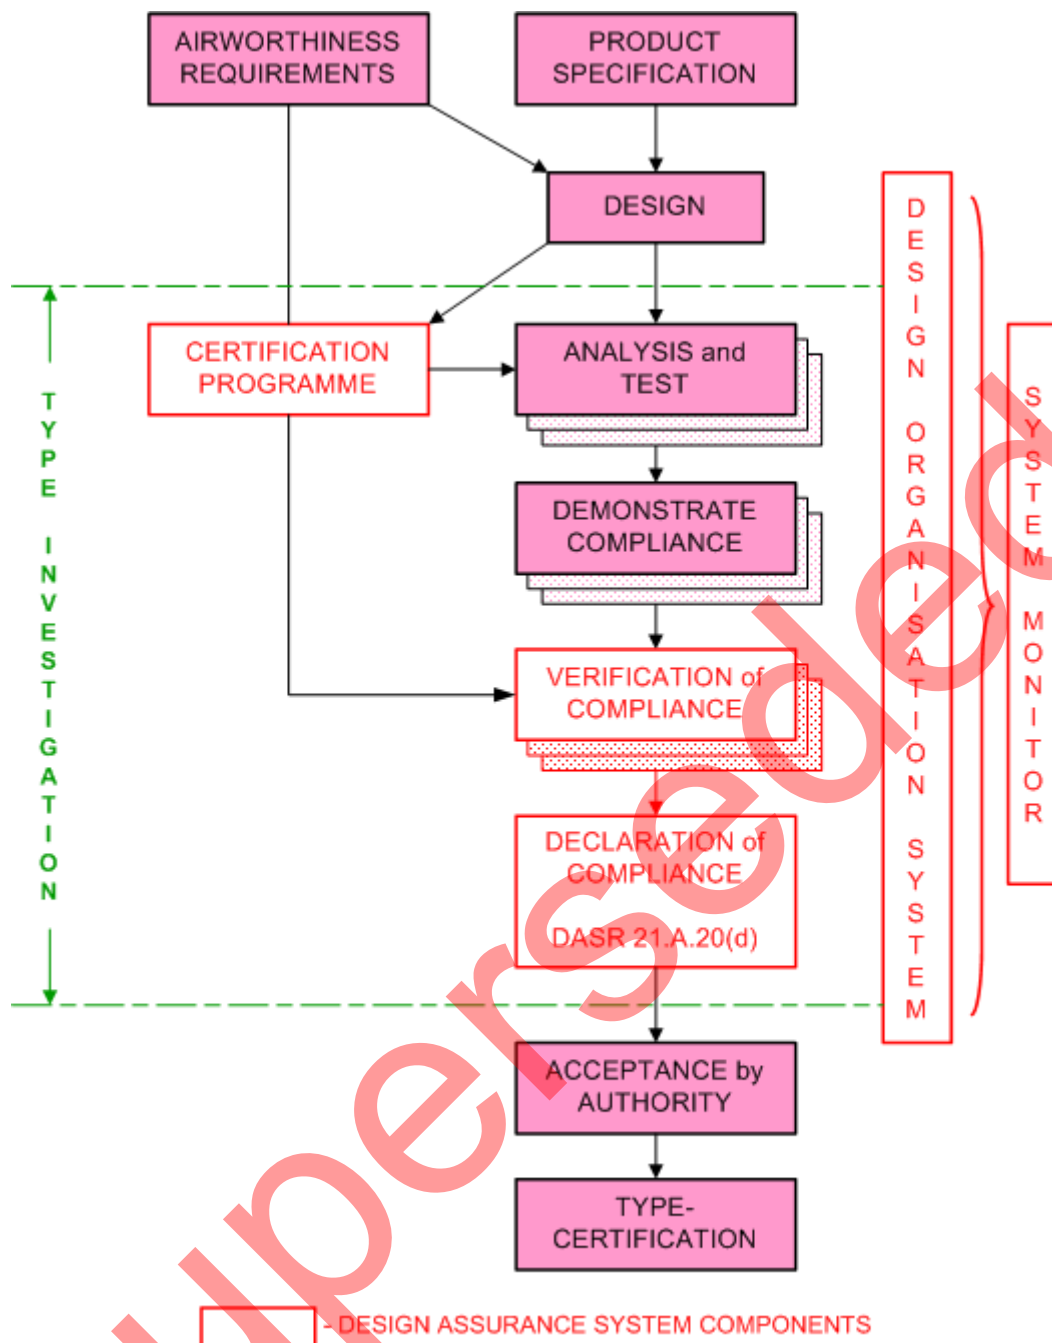 AIRWORTHINESS
REQUIREMENTS
PRODUCT
SPECIFICATION
DESIGN
CERTIFICATION
PROGRAMME
ANALYSIS and
TEST
DEMONSTRATE
COMPLIANCE
VERIFICATION of
COMPLIANCE
DECLARATION of
COMPLIANCE
DASR 21.A.20(d)
ACCEPTANCE by
AUTHORITY
TYPE-
CERTIFICATION
TYPE INVESTIGATION
DESIGN ORGANISATION SYSTEM
SYSTEM MONITOR
- DESIGN ASSURANCE SYSTEM COMPONENTS
uperseded